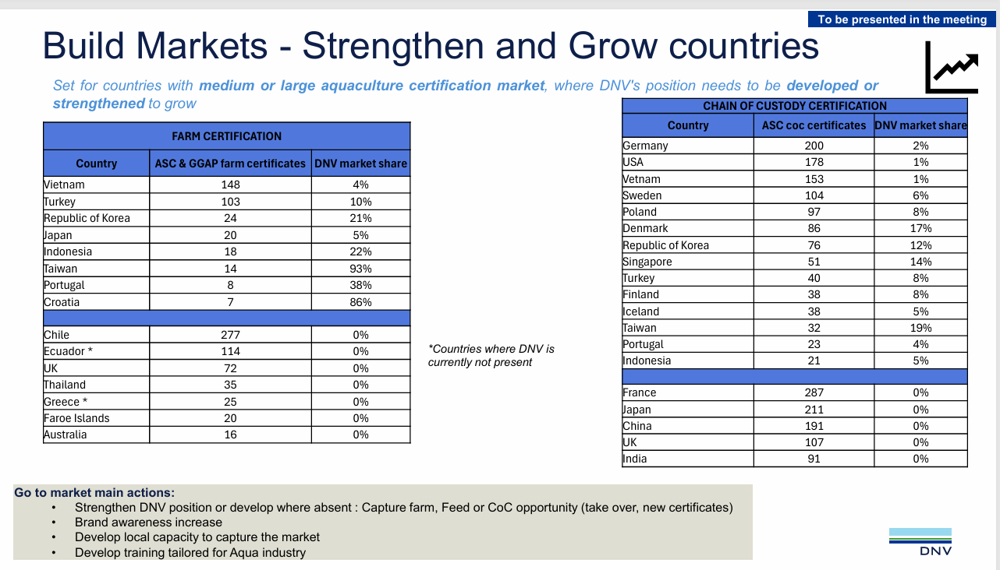 To be presented in the meeting
Build Markets - Strengthen and Grow countries
Set for countries with medium or large aquaculture certification market, where DNV's position needs to be developed or
strengthened to grow
FARM CERTIFICATION
Country ASC & GGAP farm certificates DNV market share
Vietnam 148 4%
Turkey 103 10%
Republic of Korea 24 21%
Japan 20 5%
Indonesia 18 22%
Taiwan 14 93%
Portugal 8 38%
Croatia 7 86%
Chile 277 0%
Ecuador * 114 0%
UK 72 0%
Thailand 35 0%
Greece * 25 0%
Faroe Islands 20 0%
Australia 16 0%
*Countries where DNV is
currently not present
CHAIN OF CUSTODY CERTIFICATION
Country ASC coc certificates DNV market share
Germany 200 2%
USA 178 1%
Vetnam 153 1%
Sweden 104 6%
Poland 97 8%
Denmark 86 17%
Republic of Korea 76 12%
Singapore 51 14%
Turkey 40 8%
Finland 38 8%
Iceland 38 5%
Taiwan 32 19%
Portugal 23 4%
Indonesia 21 5%
France 287 0%
Japan 211 0%
China 191 0%
UK 107 0%
India 91 0%
Go to market main actions:
• Strengthen DNV position or develop where absent : Capture farm, Feed or CoC opportunity (take over, new certificates)
• Brand awareness increase
• Develop local capacity to capture the market
• Develop training tailored for Aqua industry
DNV